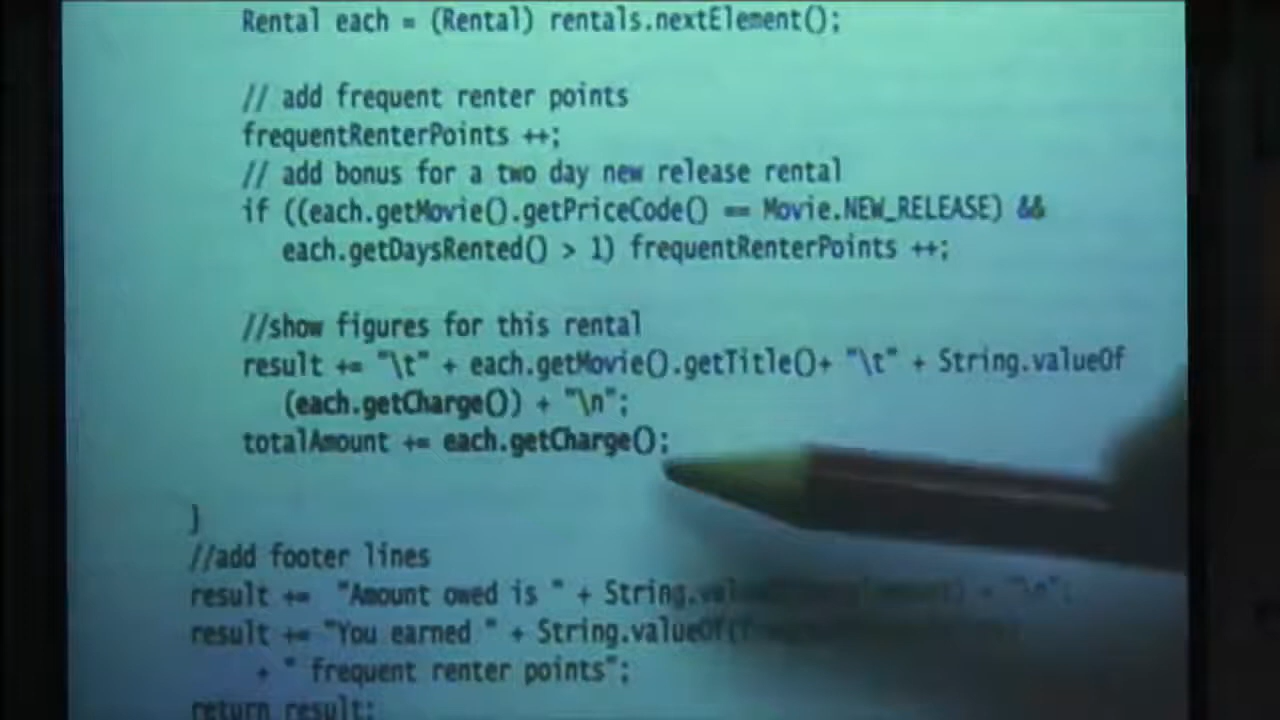 Rental each = (Rental) rentals.nextElement();
// add frequent renter points
frequentRenterPoints ++;
// add bonus for a two day new release rental
if ((each.getMovie().getPriceCode() == Movie.NEW_RELEASE) &&
each.getDaysRented() > 1) frequentRenterPoints ++;
//show figures for this rental
result += "\t" + each.getMovie().getTitle()+ "\t" + String.valueOf
(each.getCharge()) + "\n";
totalAmount += each.getCharge();
}
//add footer lines
result += "Amount owed is " + "\n";
result += "You earned " + String.valueOf(
+ " frequent renter points";
return result;